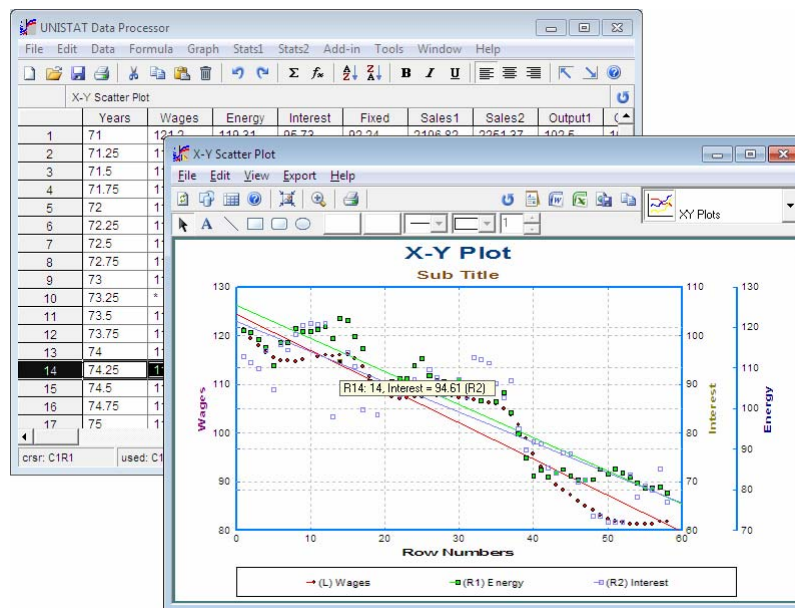 UNISTAT Data Processor
File Edit Data Formula Graph Stats1 Stats2 Add-in Tools Window Help
X-Y Scatter Plot
Years Wages Energy Interest Fixed Sales1 Sales2 Output1
1 71 121.2 119.31 95.73 92.24 2196.82 2251.37 102.5
2 71.25
3 71.5
4 71.75
5 72
6 72.25
7 72.5
8 72.75
9 73
10 73.25 *
11 73.5
12 73.75
13 74
14 74.25
15 74.5
16 74.75
17 75
crsr: C1R1 used: C1
X-Y Scatter Plot
File Edit View Export Help
XY Plots
A 1
X-Y Plot
Sub Title
130 110 130
120 100 120
110 90 110
100 80 100
90 70 90
80 60 80
70
Wages
Interest
Energy
R14: 14, Interest = 94.61 (R2)
0 10 20 30 40 50 60
Row Numbers
(L) Wages (R1) Energy (R2) Interest